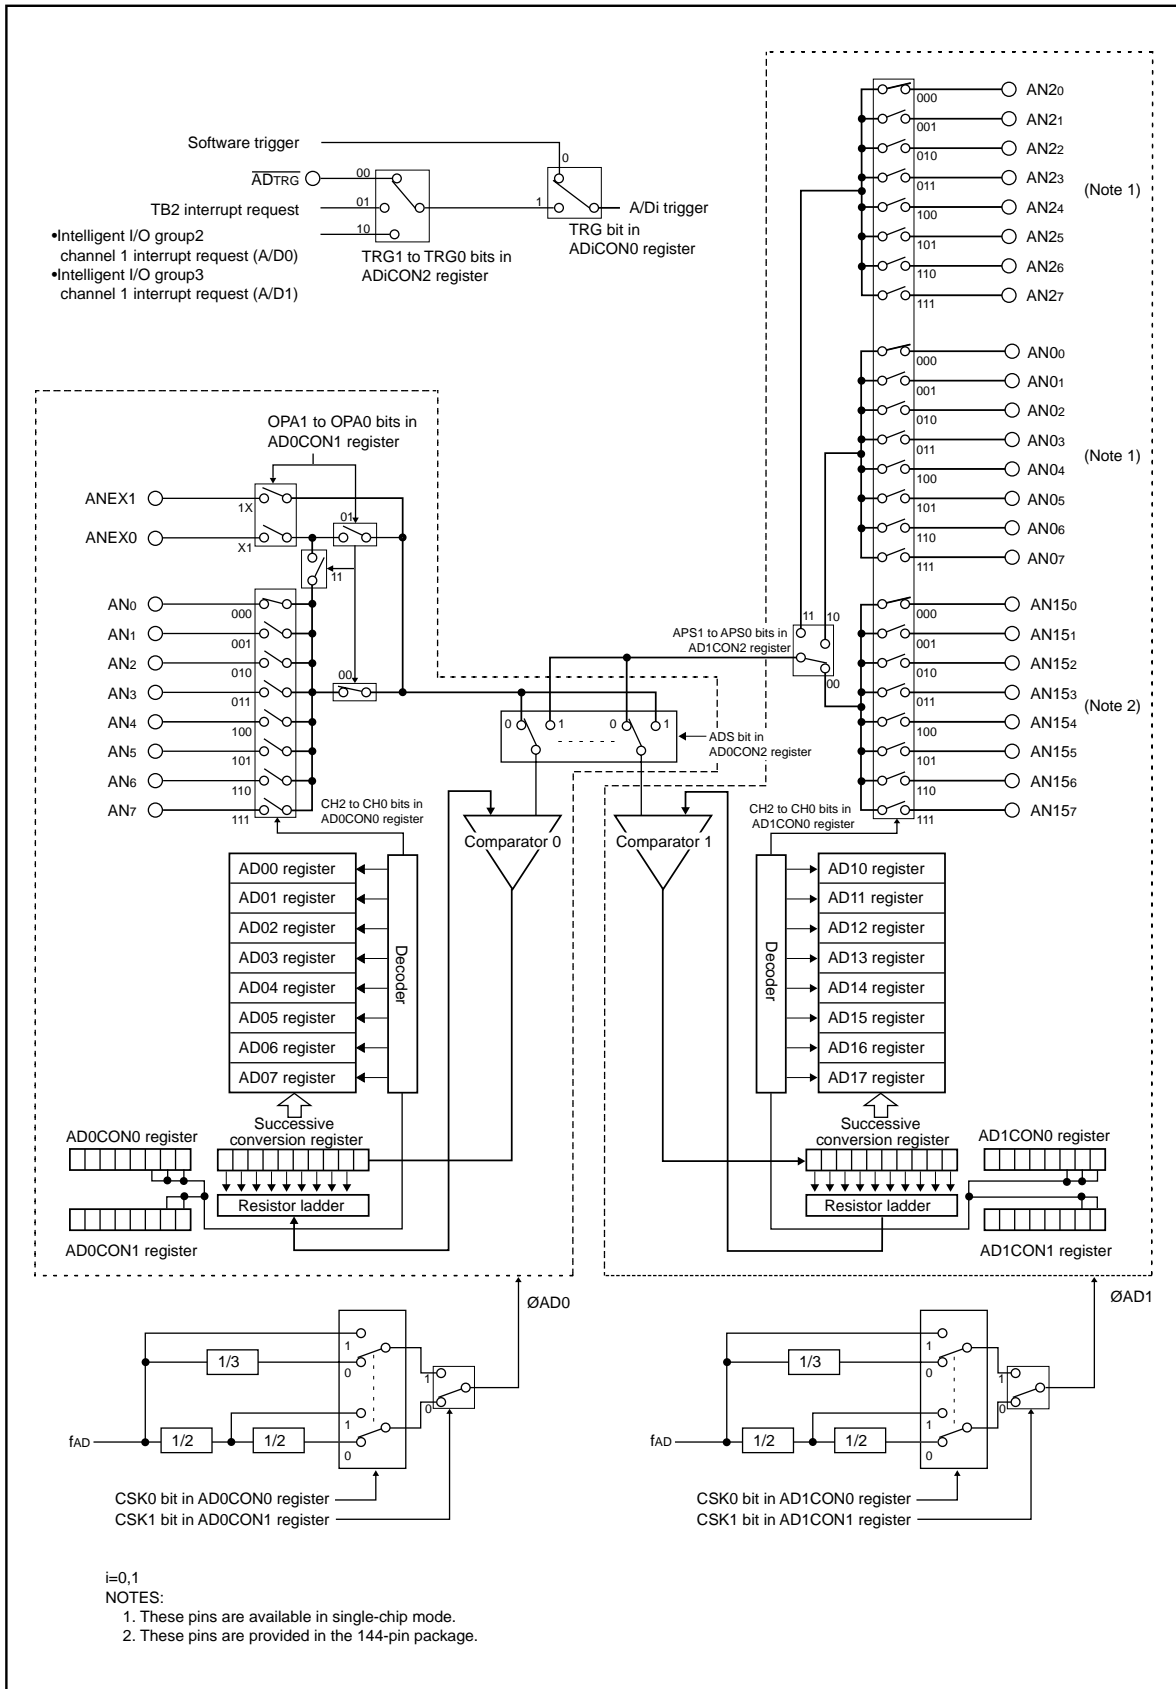 Software trigger
0
ADTRG
00
TB2 interrupt request
01
10
1
A/Di trigger
TRG bit in
ADiCON0 register
•Intelligent I/O group2
channel 1 interrupt request (A/D0)
•Intelligent I/O group3
channel 1 interrupt request (A/D1)
TRG1 to TRG0 bits in
ADiCON2 register
000
AN20
001
AN21
010
AN22
011
AN23
(Note 1)
100
AN24
101
AN25
110
AN26
111
AN27
000
AN00
001
AN01
010
AN02
011
AN03
(Note 1)
100
AN04
101
AN05
110
AN06
111
AN07
000
AN150
001
AN151
010
AN152
011
AN153
(Note 2)
100
AN154
101
AN155
110
AN156
111
AN157
OPA1 to OPA0 bits in
AD0CON1 register
ANEX1
1X
01
ANEX0
X1
11
AN0
000
AN1
001
AN2
010
AN3
011
00
AN4
100
AN5
101
AN6
110
AN7
111
11
10
APS1 to APS0 bits in
AD1CON2 register
00
0
1
0
1
ADS bit in
AD0CON2 register
CH2 to CH0 bits in
AD0CON0 register
Comparator 0
Comparator 1
CH2 to CH0 bits in
AD1CON0 register
AD00 register
AD01 register
AD02 register
AD03 register
AD04 register
AD05 register
AD06 register
AD07 register
Decoder
Decoder
AD10 register
AD11 register
AD12 register
AD13 register
AD14 register
AD15 register
AD16 register
AD17 register
Successive
conversion register
AD0CON0 register
Resistor ladder
AD0CON1 register
Successive
conversion register
AD1CON0 register
Resistor ladder
AD1CON1 register
ØAD0
1
1/3
0
1
0
1
fAD
1/2
1/2
0
CSK0 bit in AD0CON0 register
CSK1 bit in AD0CON1 register
ØAD1
1
1/3
0
1
0
1
fAD
1/2
1/2
0
CSK0 bit in AD1CON0 register
CSK1 bit in AD1CON1 register
i=0,1
NOTES:
1. These pins are available in single-chip mode.
2. These pins are provided in the 144-pin package.